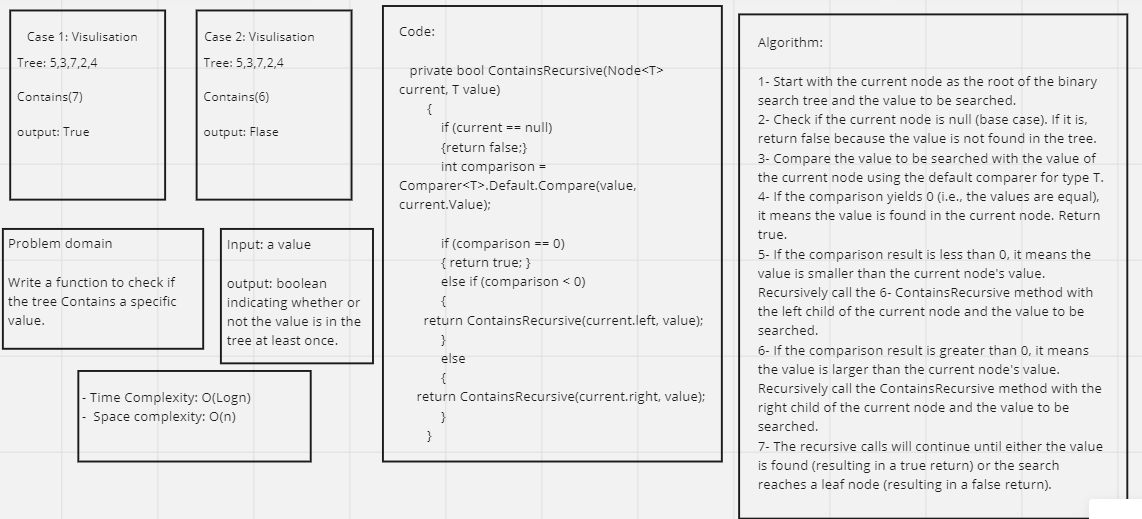 Case 1: Visulisation
Tree: 5,3,7,2,4
Contains(7)
output: True
Case 2: Visulisation
Tree: 5,3,7,2,4
Contains(6)
output: Flase
Problem domain
Write a function to check if
the tree Contains a specific
value.
Input: a value
output: boolean
indicating whether or
not the value is in the
tree at least once.
- Time Complexity: O(Logn)
- Space complexity: O(n)
Code:
private bool ContainsRecursive(Node<T>
current, T value)
{
if (current == null)
{return false;}
int comparison =
Comparer<T>.Default.Compare(value,
current.Value);
if (comparison == 0)
{ return true; }
else if (comparison < 0)
{
return ContainsRecursive(current.left, value);
}
else
{
return ContainsRecursive(current.right, value);
}
}
Algorithm:
1- Start with the current node as the root of the binary
search tree and the value to be searched.
2- Check if the current node is null (base case). If it is,
return false because the value is not found in the tree.
3- Compare the value to be searched with the value of
the current node using the default comparer for type T.
4- If the comparison yields 0 (i.e., the values are equal),
it means the value is found in the current node. Return
true.
5- If the comparison result is less than 0, it means the
value is smaller than the current node's value.
Recursively call the 6- ContainsRecursive method with
the left child of the current node and the value to be
searched.
6- If the comparison result is greater than 0, it means
the value is larger than the current node's value.
Recursively call the ContainsRecursive method with the
right child of the current node and the value to be
searched.
7- The recursive calls will continue until either the value
is found (resulting in a true return) or the search
reaches a leaf node (resulting in a false return).